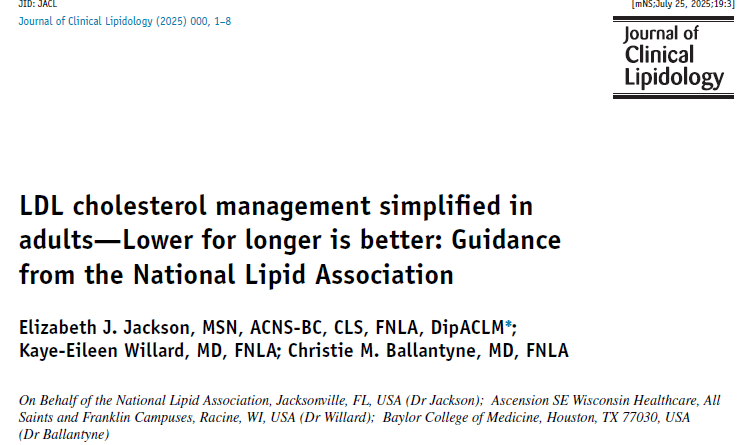 JID: JACL
[mNS;July 25, 2025;19:3]
Journal of Clinical Lipidology (2025) 000, 1–8
Journal of
Clinical
Lipidology
LDL cholesterol management simplified in
adults—Lower for longer is better: Guidance
from the National Lipid Association
Elizabeth J. Jackson, MSN, ACNS-BC, CLS, FNLA, DipACLM*;
Kaye-Eileen Willard, MD, FNLA; Christie M. Ballantyne, MD, FNLA
On Behalf of the National Lipid Association, Jacksonville, FL, USA (Dr Jackson); Ascension SE Wisconsin Healthcare, All
Saints and Franklin Campuses, Racine, WI, USA (Dr Willard); Baylor College of Medicine, Houston, TX 77030, USA
(Dr Ballantyne)